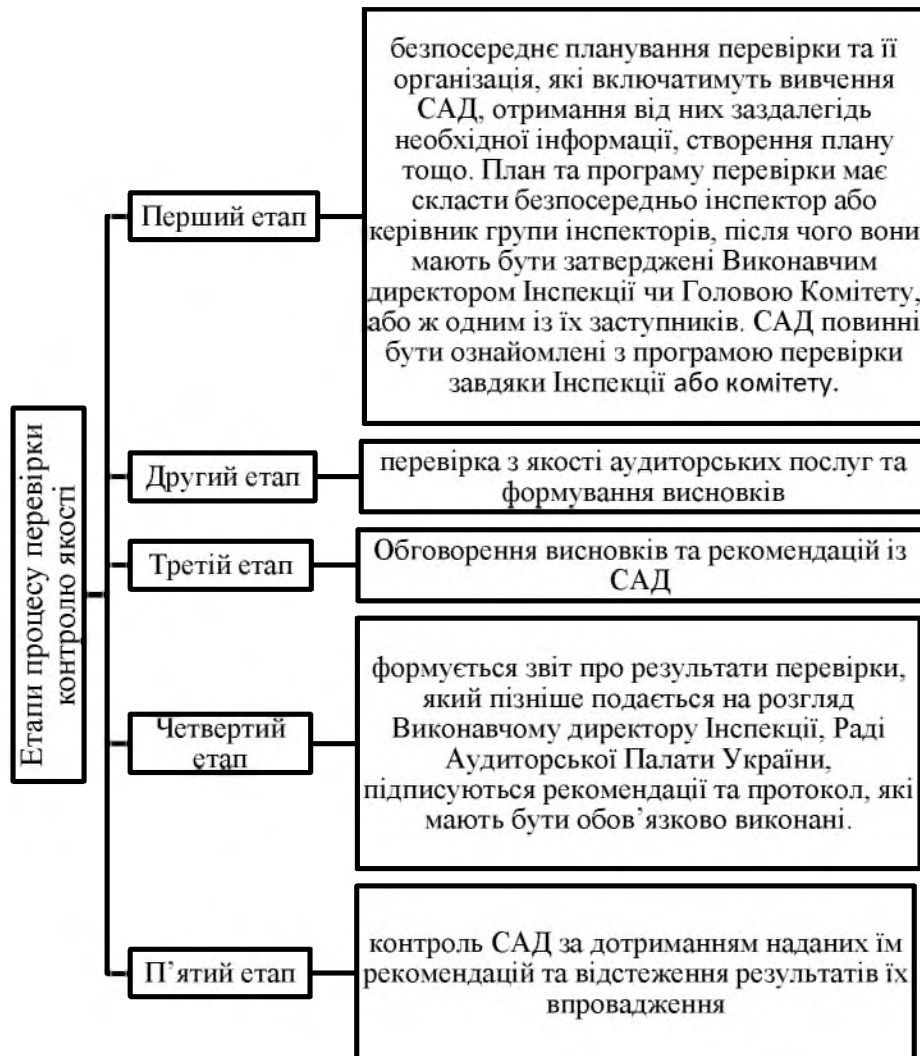 Етапи процесу перевірки
контролю якості
Перший етап
безпосереднє планування перевірки та її
організація, які включатимуть вивчення
САД, отримання від них заздалегідь
необхідної інформації, створення плану
тощо. План та програму перевірки має
скласти безпосередньо інспектор або
керівник групи інспекторів, після чого вони
мають бути затверджені Виконавчим
директором Інспекції чи Головою Комітету,
або ж одним із їх заступників. САД повинні
бути ознайомлені з програмою перевірки
завдяки Інспекції або комітету.
Другий етап
перевірка з якості аудиторських послуг та
формування висновків
Третій етап
Обговорення висновків та рекомендацій із
САД
Четвертий
етап
формується звіт про результати перевірки,
який пізніше подається на розгляд
Виконавчому директору Інспекції, Раді
Аудиторської Палати України,
підписуються рекомендації та протокол, які
мають бути обов’язково виконані.
П’ятий етап
контроль САД за дотриманням наданих їм
рекомендацій та відстеження результатів їх
впровадження